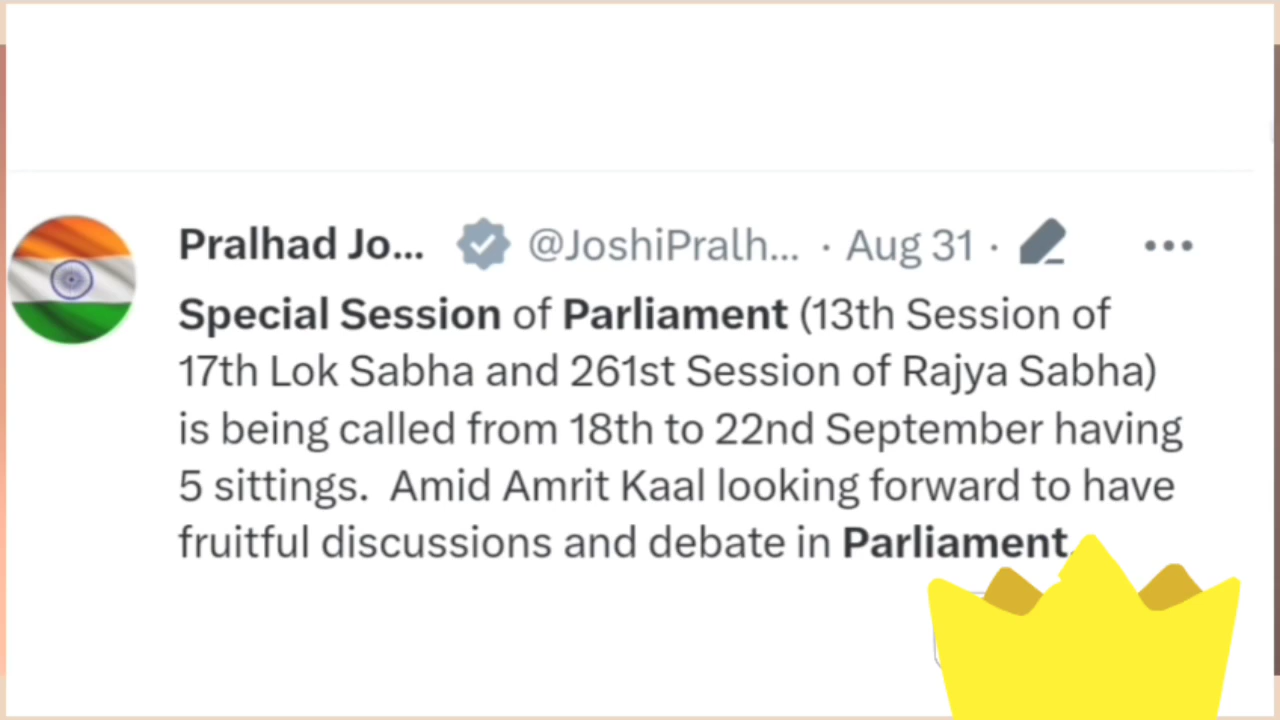 Pralhad Jo... @JoshiPralh... · Aug 31 ·
Special Session of Parliament (13th Session of
17th Lok Sabha and 261st Session of Rajya Sabha)
is being called from 18th to 22nd September having
5 sittings. Amid Amrit Kaal looking forward to have
fruitful discussions and debate in Parliament.